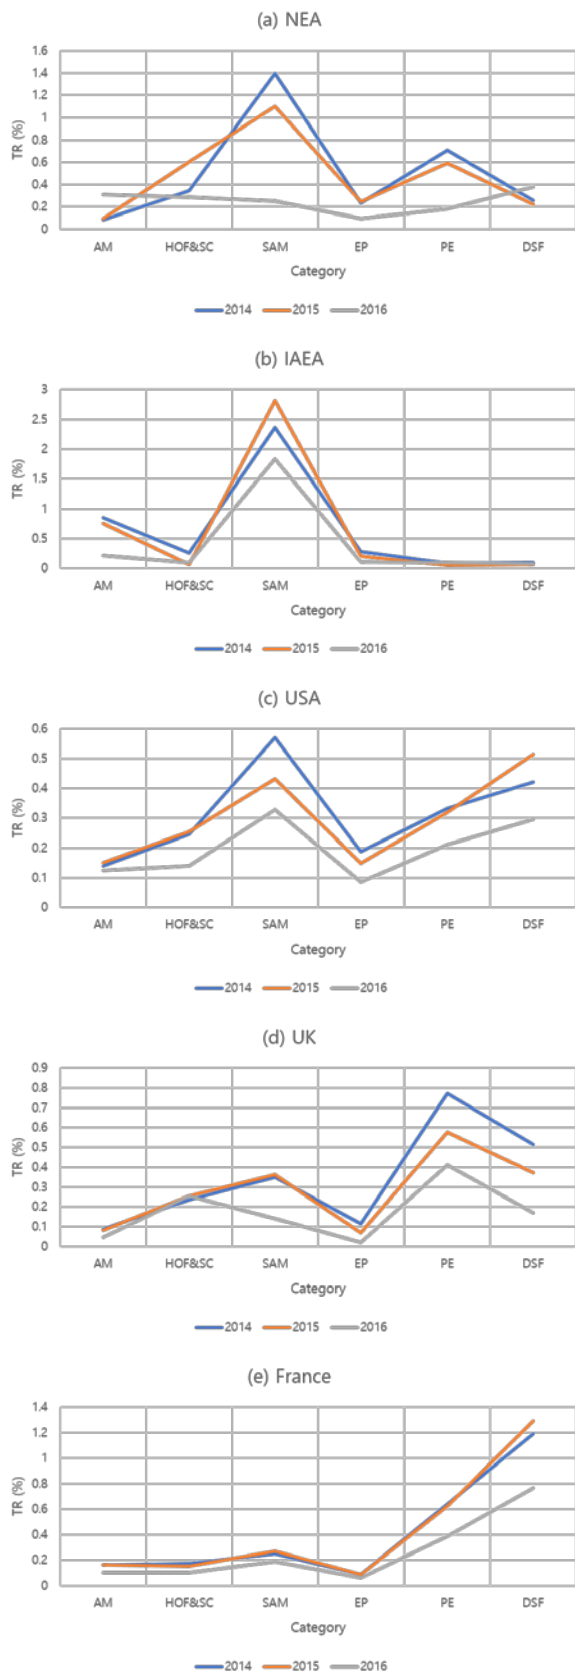 (a) NEA
1.6
1.4
1.2
1
0.8
0.6
0.4
0.2
0
TR (%)
AM HOF&SC SAM EP PE DSF
Category
2014 2015 2016
(b) IAEA
3
2.5
2
1.5
1
0.5
0
TR (%)
AM HOF&SC SAM EP PE DSF
Category
2014 2015 2016
(c) USA
0.6
0.5
0.4
0.3
0.2
0.1
0
TR (%)
AM HOF&SC SAM EP PE DSF
Category
2014 2015 2016
(d) UK
0.9
0.8
0.7
0.6
0.5
0.4
0.3
0.2
0.1
0
TR (%)
AM HOF&SC SAM EP PE DSF
Category
2014 2015 2016
(e) France
1.4
1.2
1
0.8
0.6
0.4
0.2
0
TR (%)
AM HOF&SC SAM EP PE DSF
Category
2014 2015 2016